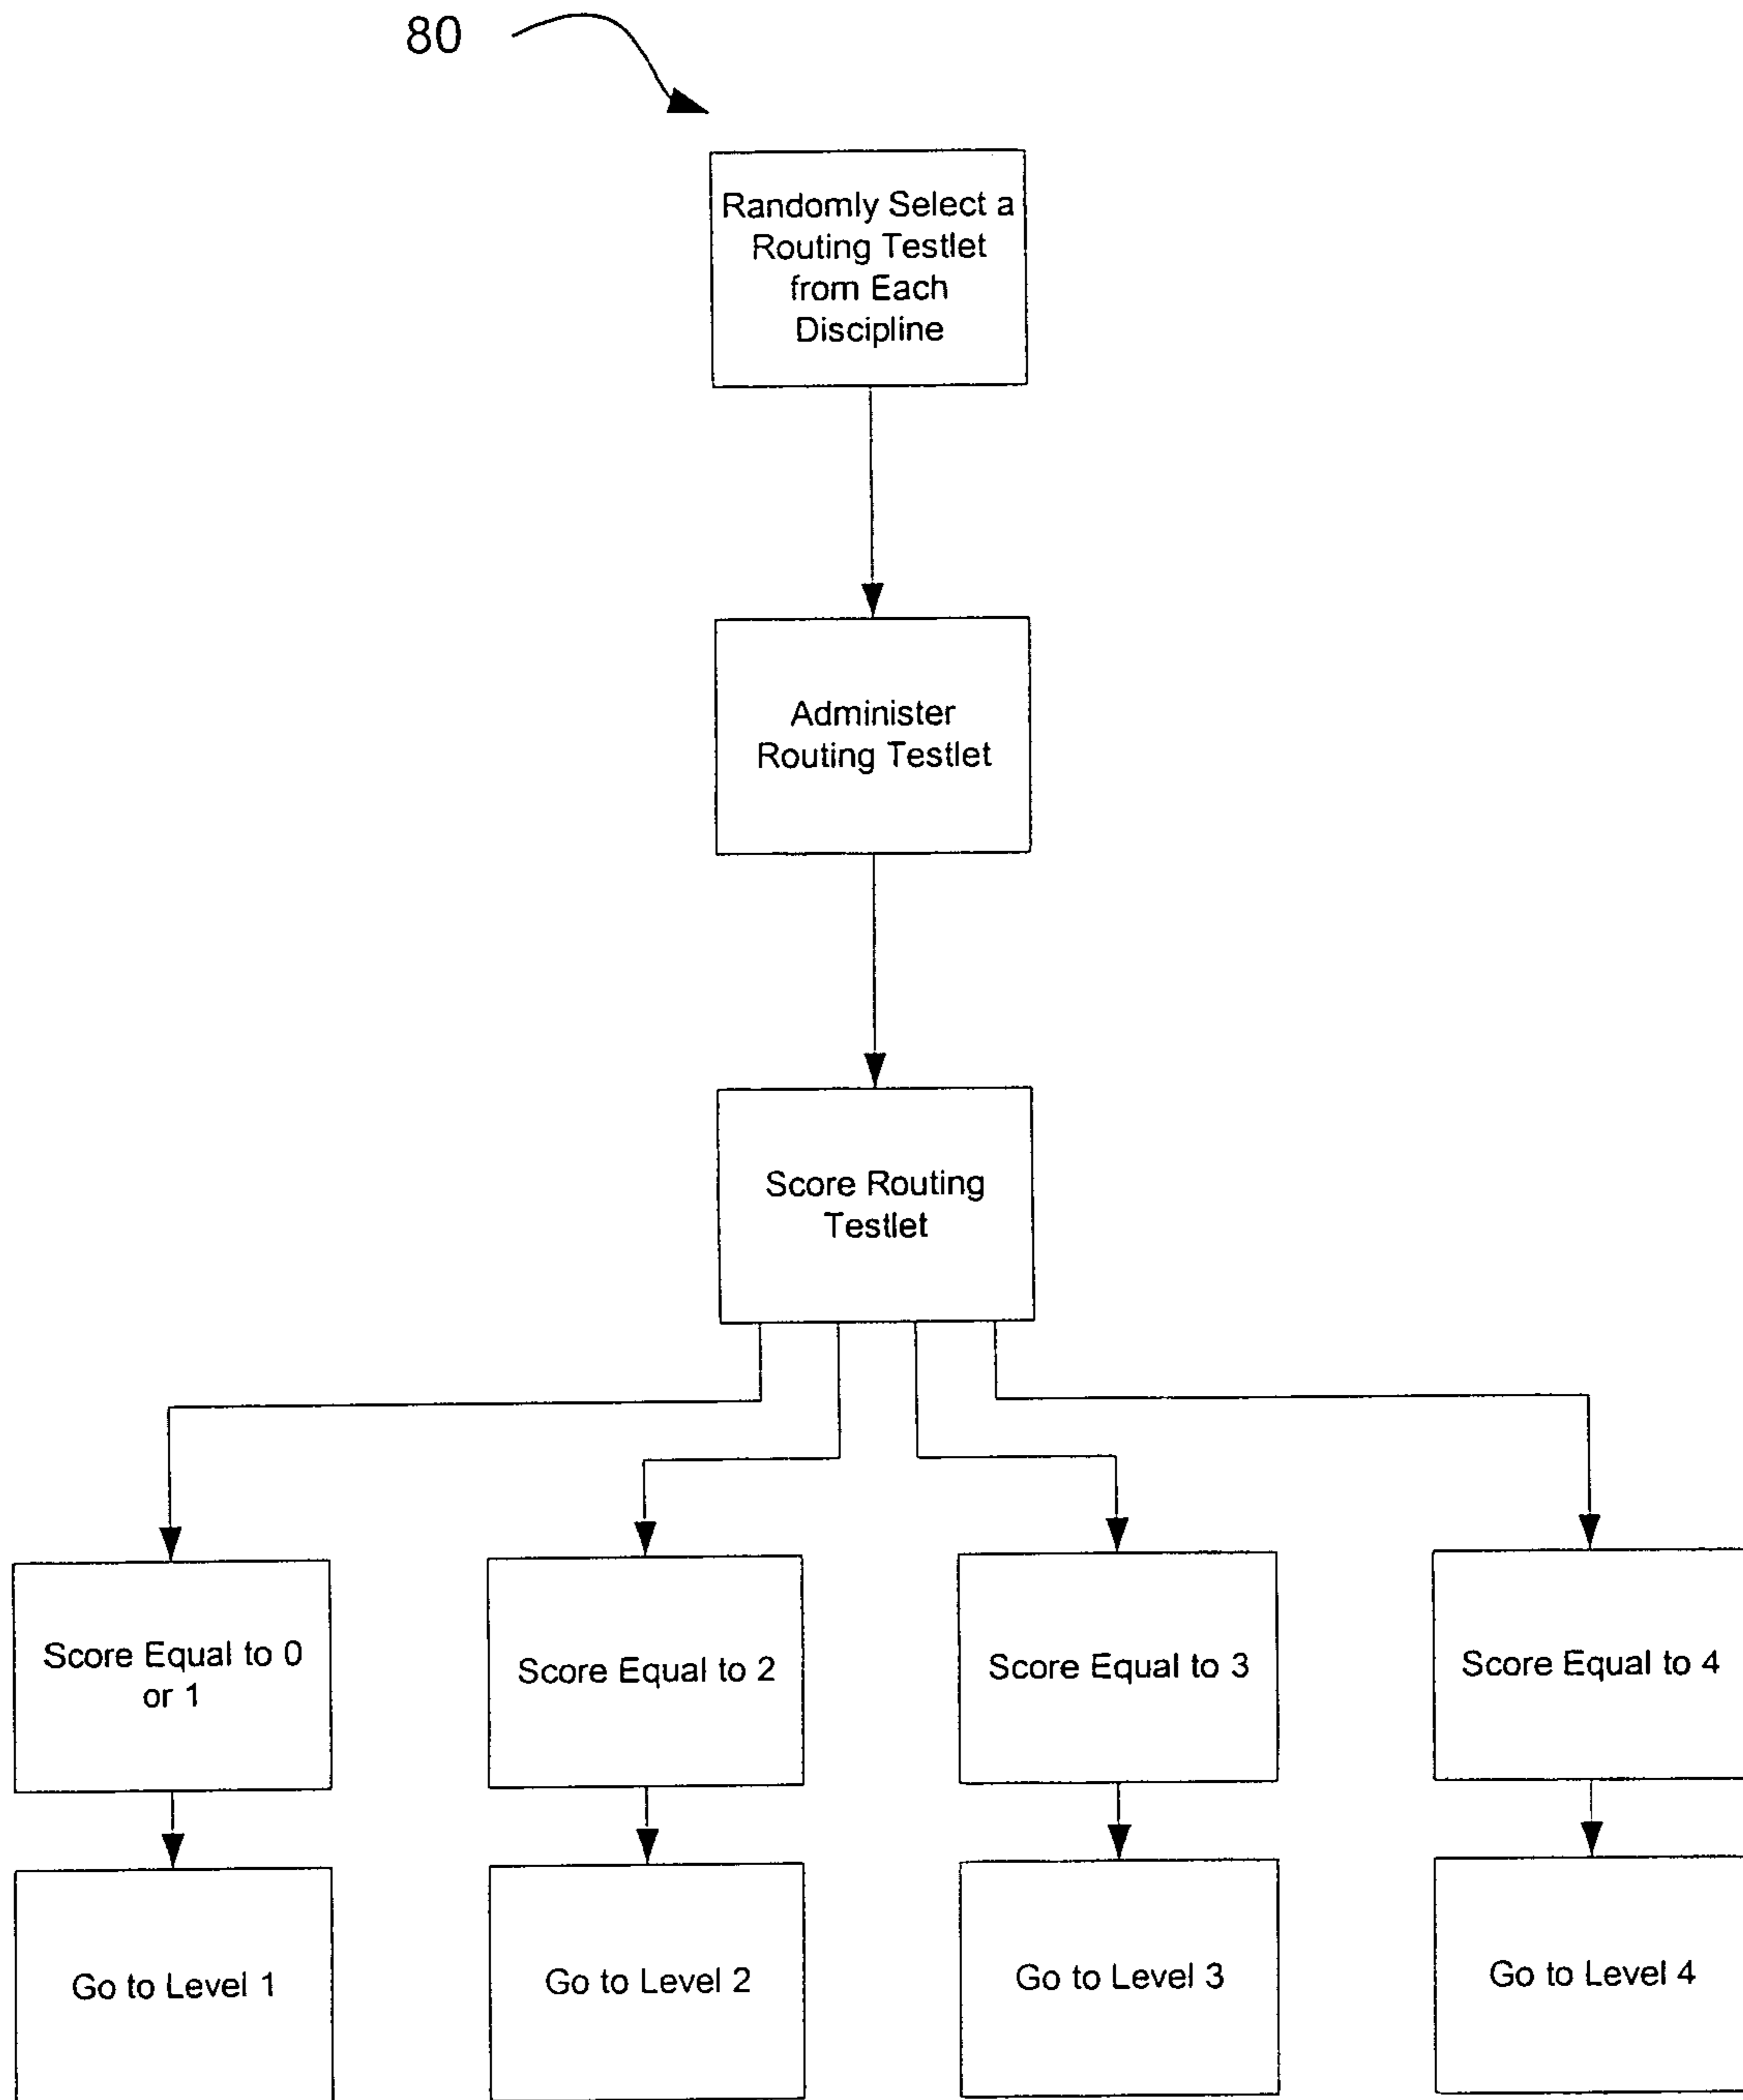 80
Randomly Select a
Routing Testlet
from Each
Discipline
Administer
Routing Testlet
Score Routing
Testlet
Score Equal to 0
or 1
Score Equal to 2
Score Equal to 3
Score Equal to 4
Go to Level 1
Go to Level 2
Go to Level 3
Go to Level 4